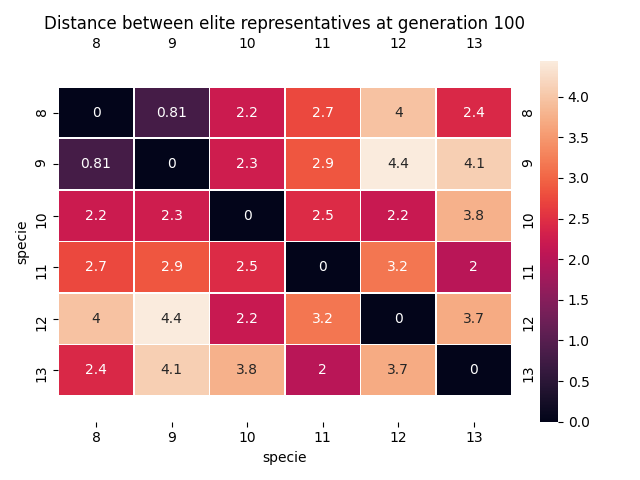 Distance between elite representatives at generation 100
8 9 10 11 12 13
8 0 0.81 2.2 2.7 4 2.4 8
9 0.81 0 2.3 2.9 4.4 4.1 9
10 2.2 2.3 0 2.5 2.2 3.8 10
11 2.7 2.9 2.5 0 3.2 2 11
12 4 4.4 2.2 3.2 0 3.7 12
13 2.4 4.1 3.8 2 3.7 0 13
8 9 10 11 12 13
specie
specie
4.0
3.5
3.0
2.5
2.0
1.5
1.0
0.5
0.0